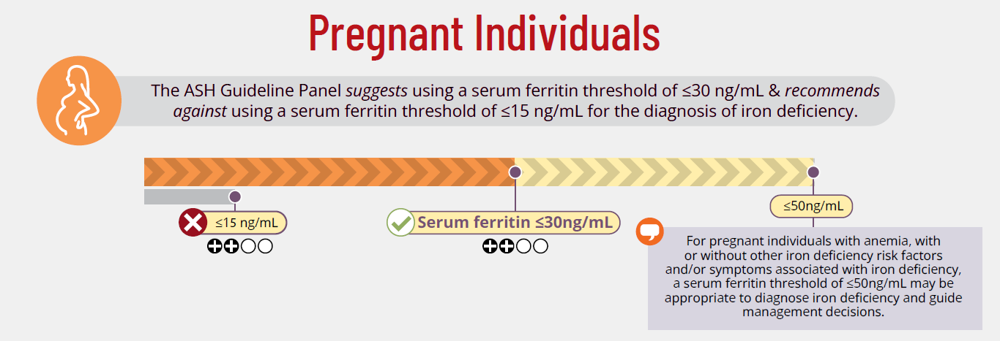 Pregnant Individuals
The ASH Guideline Panel suggests using a serum ferritin threshold of ≤30 ng/mL & recommends
against using a serum ferritin threshold of ≤15 ng/mL for the diagnosis of iron deficiency.
≤15 ng/mL
Serum ferritin ≤30ng/mL
≤50ng/mL
For pregnant individuals with anemia, with
or without other iron deficiency risk factors
and/or symptoms associated with iron deficiency,
a serum ferritin threshold of ≤50ng/mL may be
appropriate to diagnose iron deficiency and guide
management decisions.